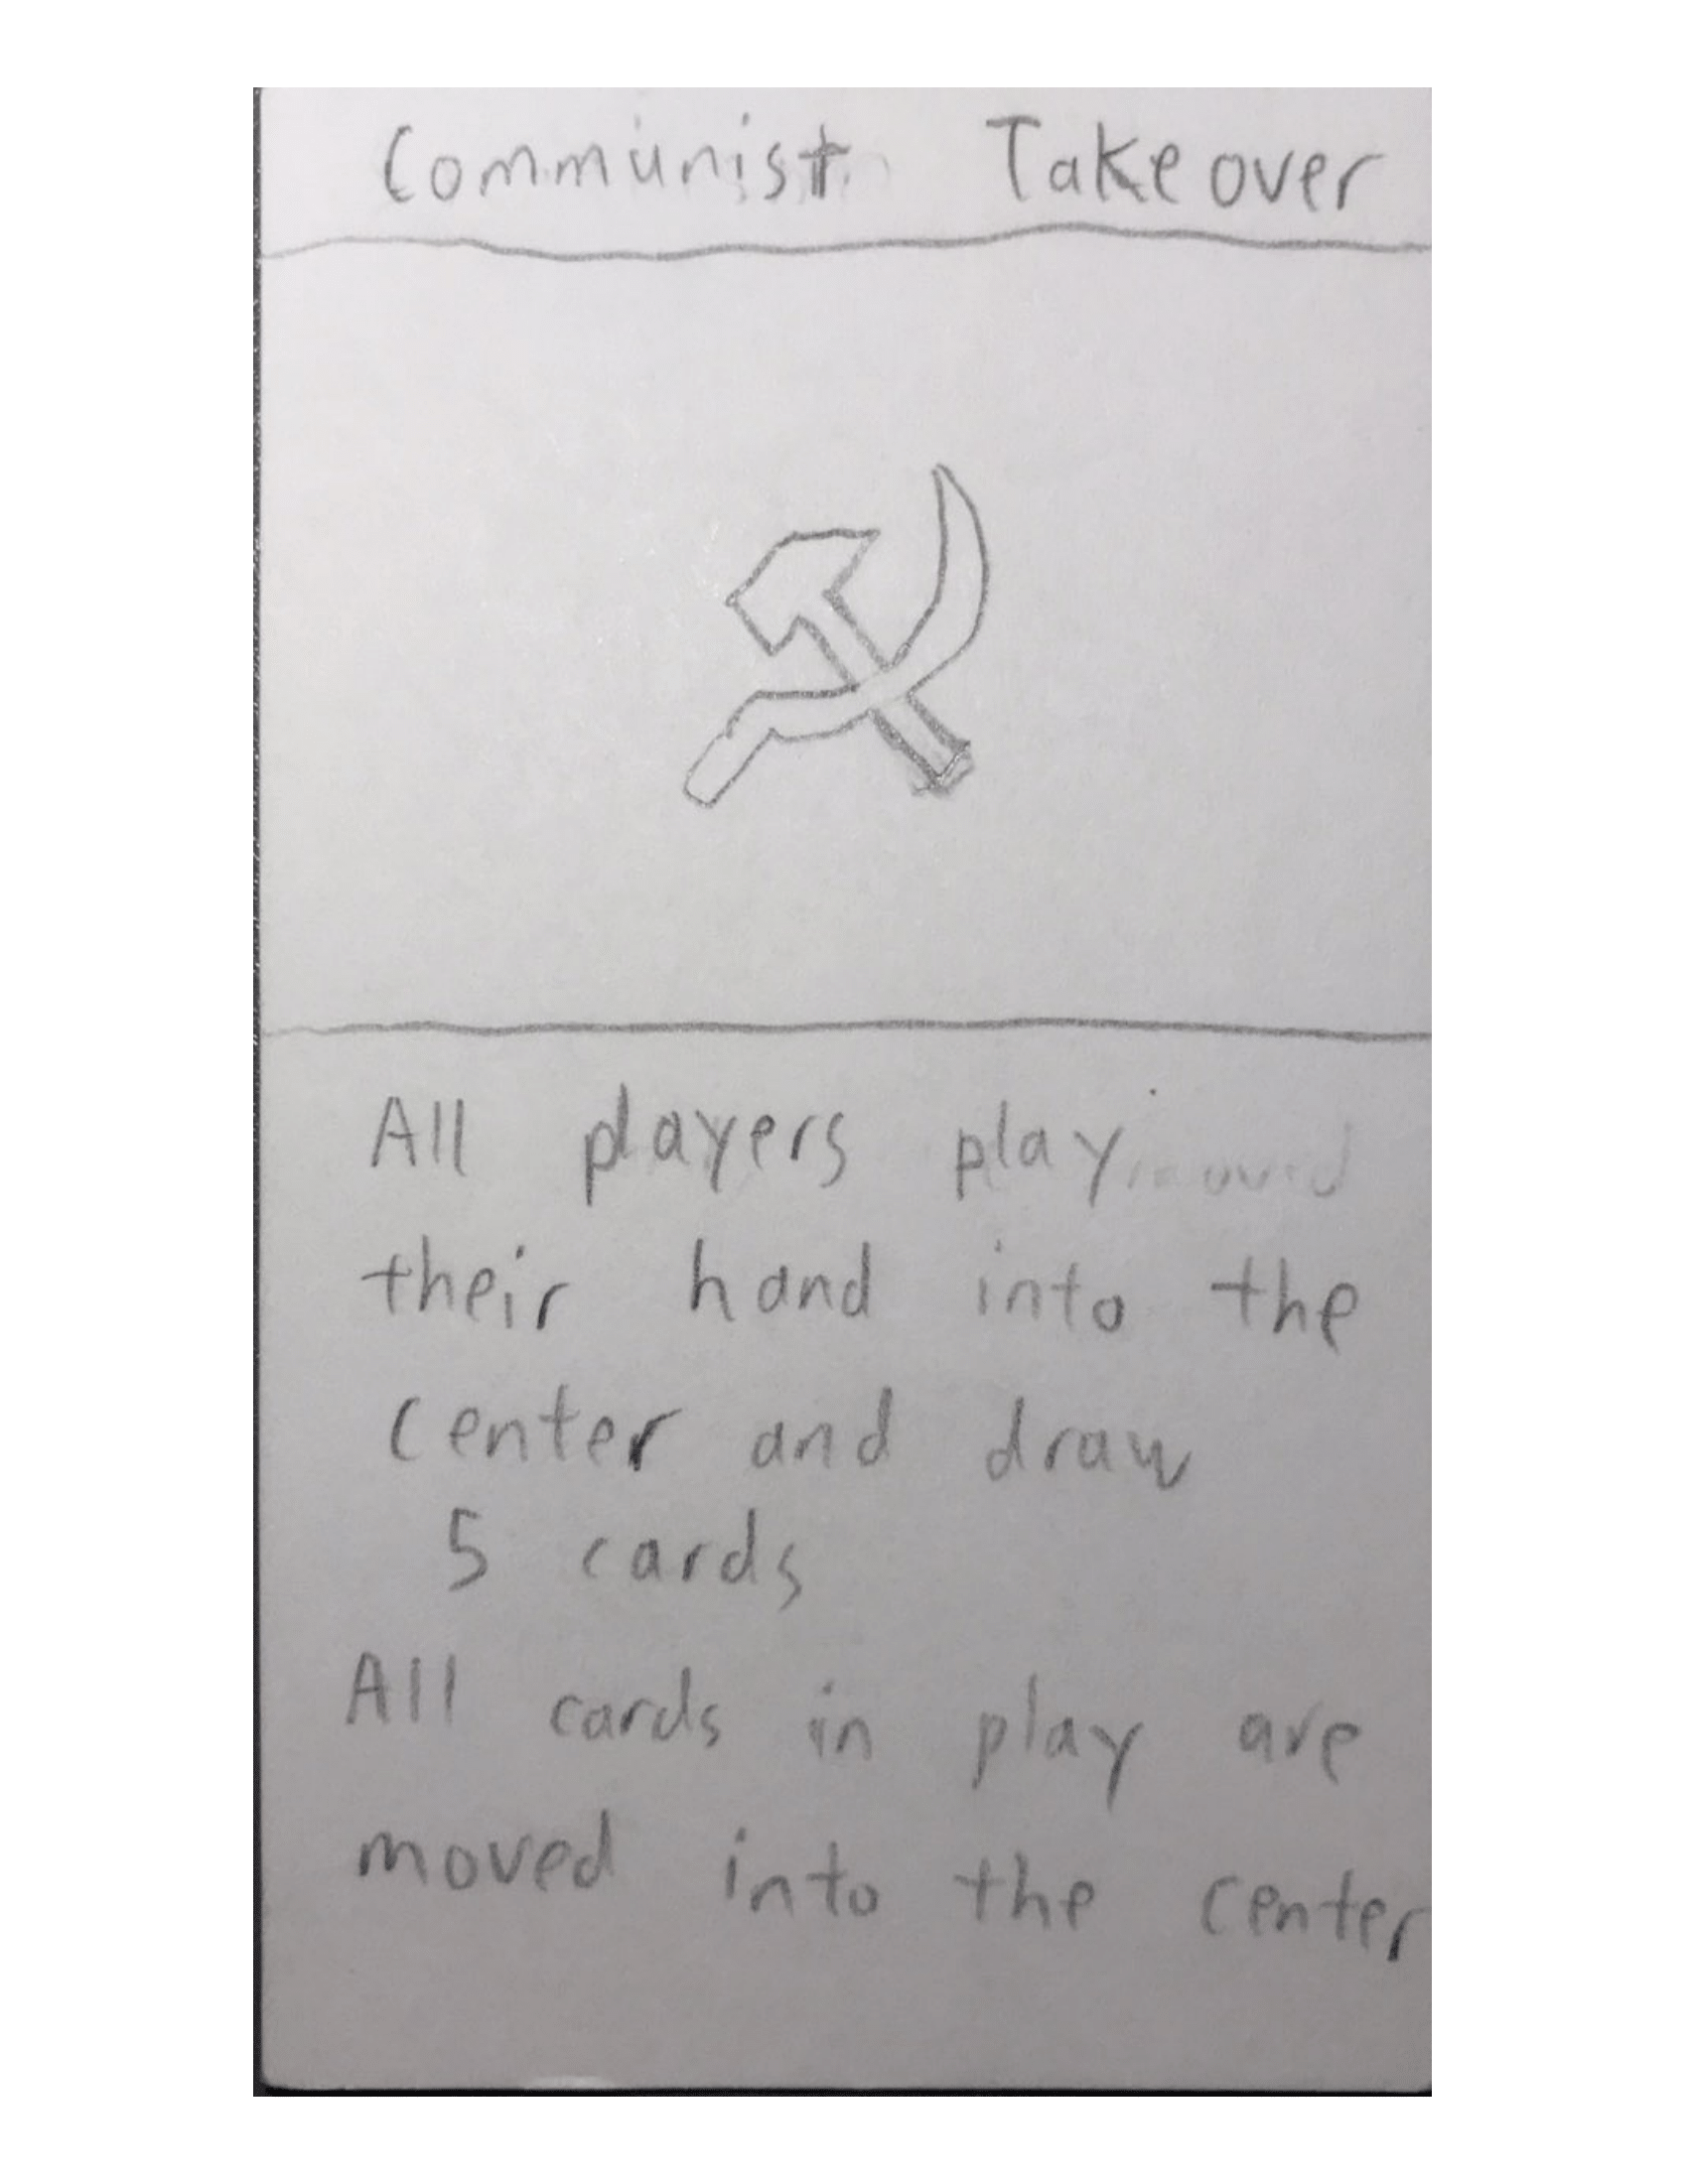 Communist Takeover
All players play
their hand into the
center and draw
5 cards
All cards in play are
moved into the center